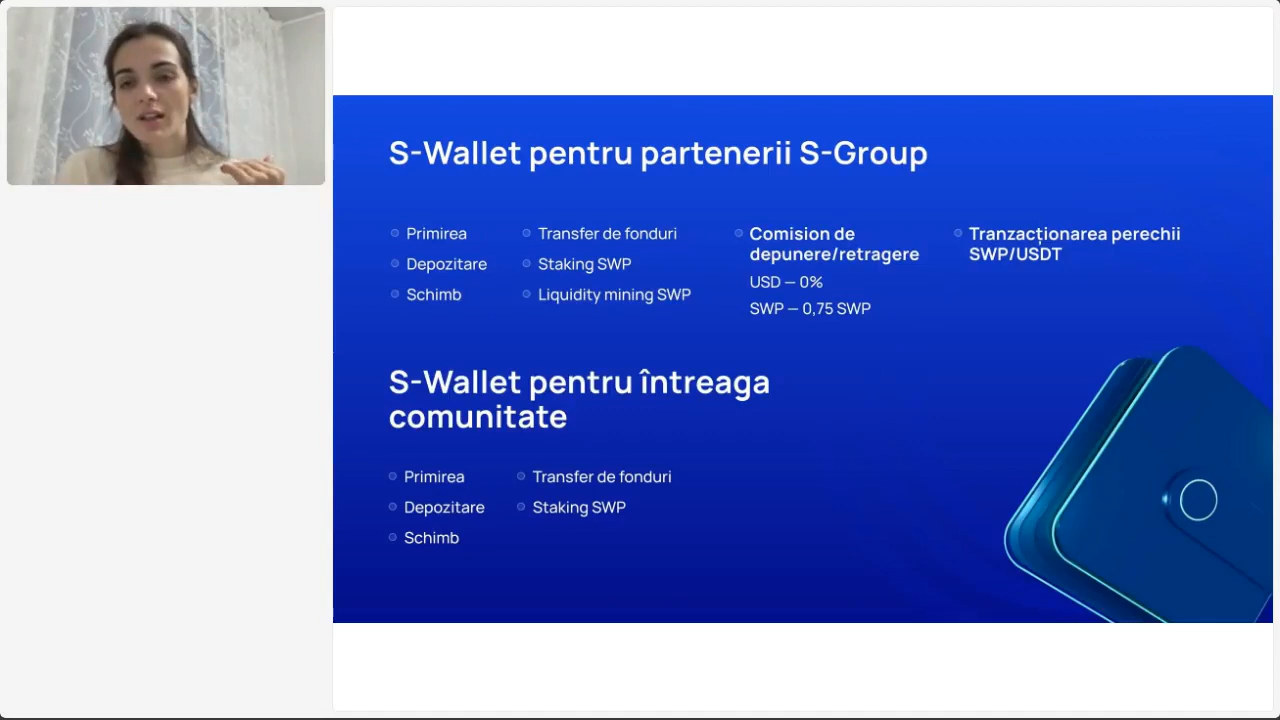 S-Wallet pentru partenerii S-Group
Primirea
Depozitare
Schimb
Transfer de fonduri
Staking SWP
Liquidity mining SWP
Comision de
depunere/retragere
USD — 0%
SWP — 0,75 SWP
Tranzacționarea perechii
SWP/USDT
S-Wallet pentru întreaga
comunitate
Primirea
Depozitare
Schimb
Transfer de fonduri
Staking SWP